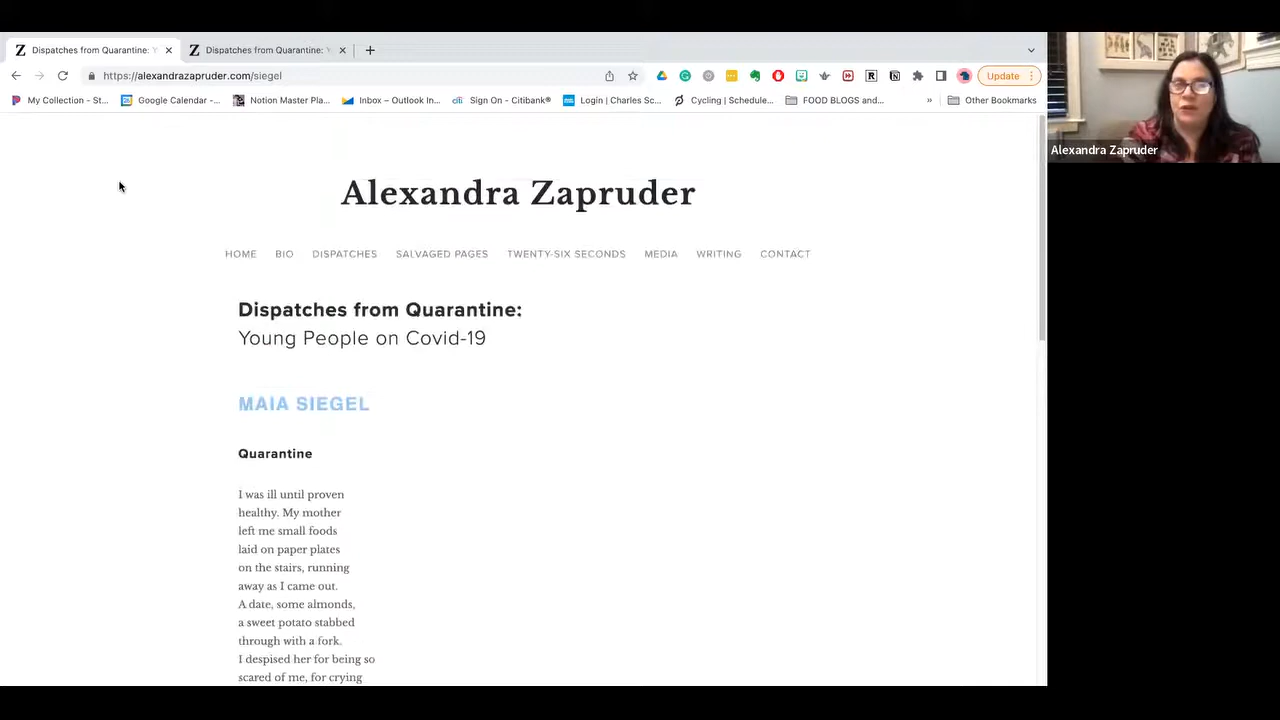 Dispatches from Quarantine: Y
Dispatches from Quarantine: Y
https://alexandrazapruder.com/siegel
Update
My Collection - St...
Google Calendar -...
Notion Master Pla...
Inbox – Outlook In...
Sign On - Citibank®
Login | Charles Sc...
Cycling | Schedule...
FOOD BLOGS and...
»
Other Bookmarks
Alexandra Zapruder
Alexandra Zapruder
HOME BIO DISPATCHES SALVAGED PAGES TWENTY-SIX SECONDS MEDIA WRITING CONTACT
Dispatches from Quarantine:
Young People on Covid-19
MAIA SIEGEL
Quarantine
I was ill until proven
healthy. My mother
left me small foods
laid on paper plates
on the stairs, running
away as I came out.
A date, some almonds,
a sweet potato stabbed
through with a fork.
I despised her for being so
scared of me, for crying